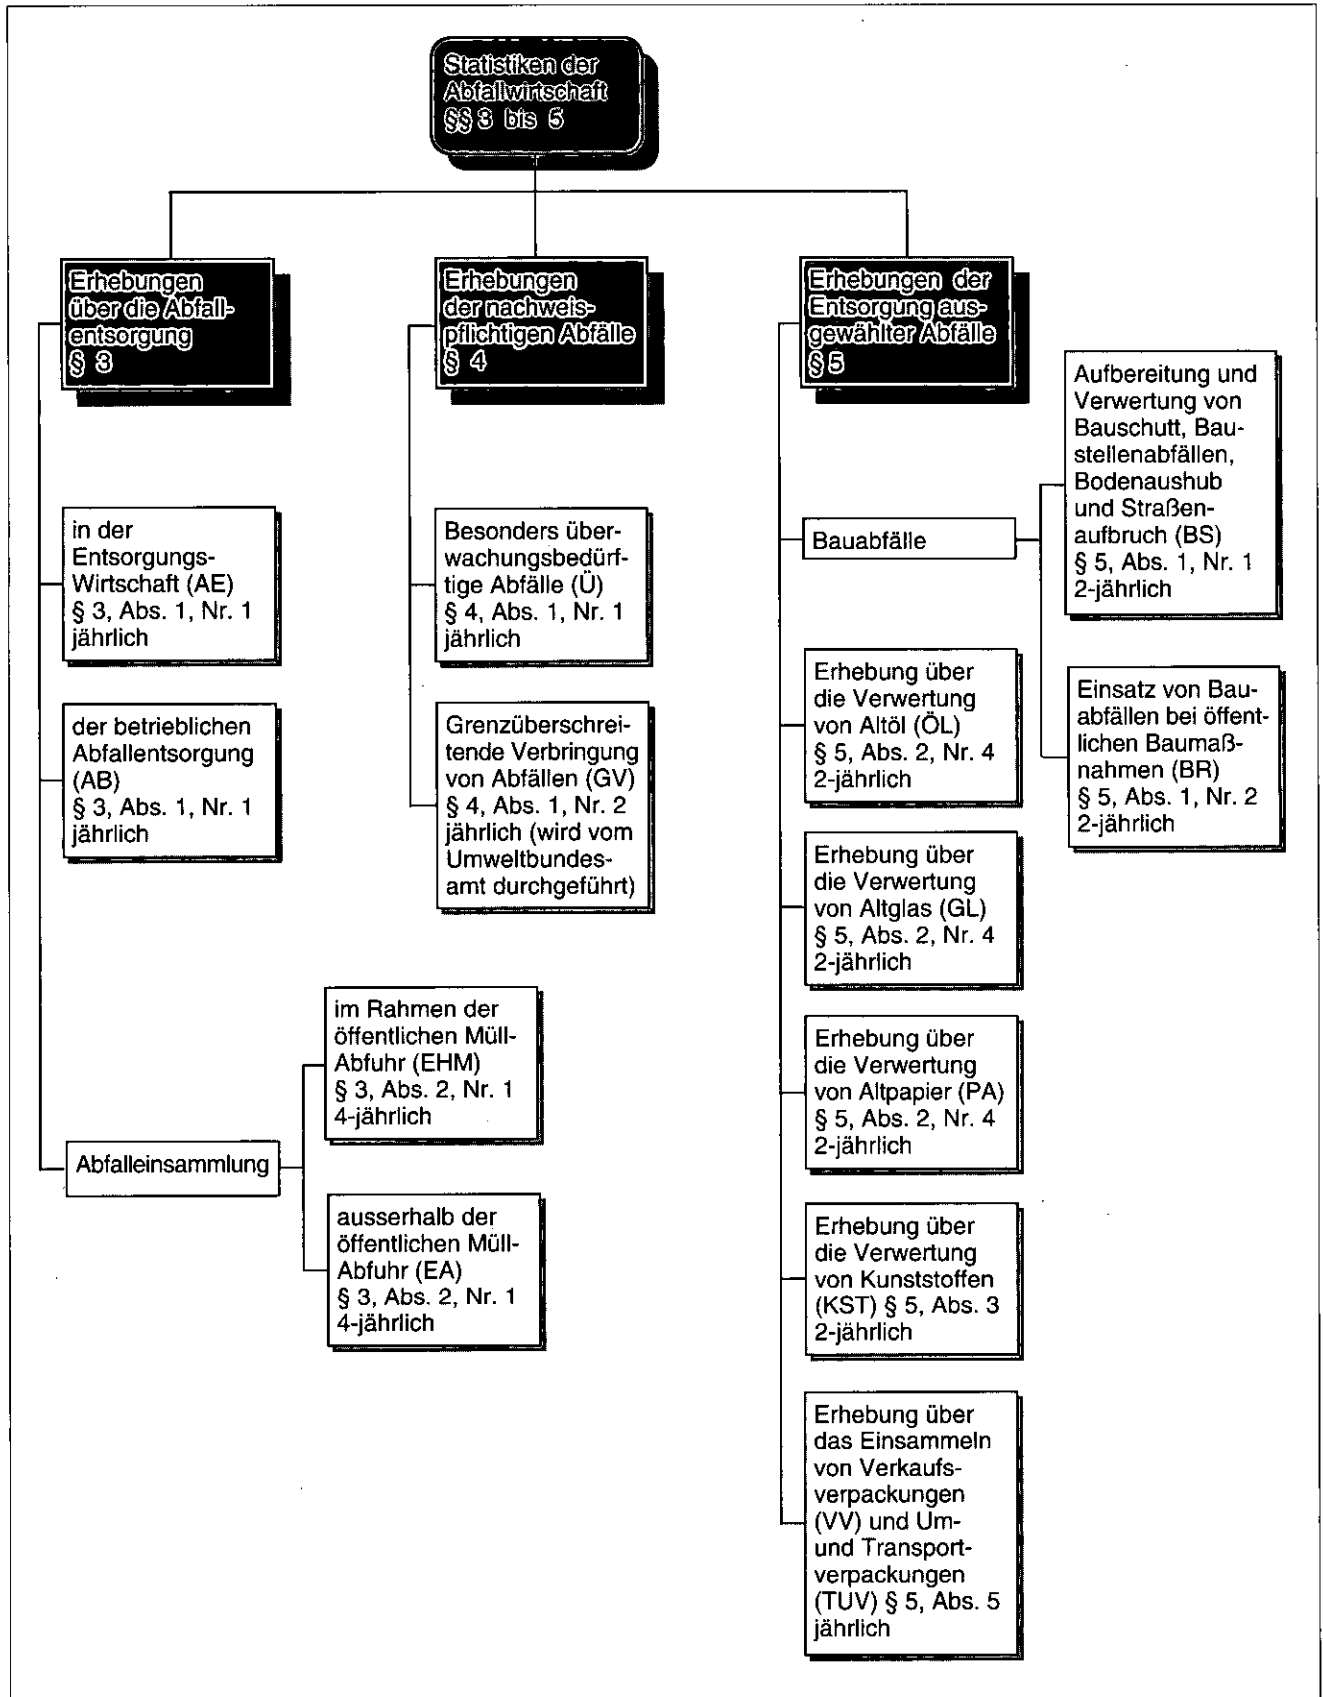 Statistiken der
Abfallwirtschaft
§§ 3 bis 5
Erhebungen
über die Abfall-
entsorgung
§ 3
in der
Entsorgungs-
Wirtschaft (AE)
§ 3, Abs. 1, Nr. 1
jährlich
der betrieblichen
Abfallentsorgung
(AB)
§ 3, Abs. 1, Nr. 1
jährlich
Abfalleinsammlung
im Rahmen der
öffentlichen Müll-
Abfuhr (EHM)
§ 3, Abs. 2, Nr. 1
4-jährlich
ausserhalb der
öffentlichen Müll-
Abfuhr (EA)
§ 3, Abs. 2, Nr. 1
4-jährlich
Erhebungen
der nachweis-
pflichtigen Abfälle
§ 4
Besonders über-
wachungsbedürf-
tige Abfälle (Ü)
§ 4, Abs. 1, Nr. 1
jährlich
Grenzüberschrei-
tende Verbringung
von Abfällen (GV)
§ 4, Abs. 1, Nr. 2
jährlich (wird vom
Umweltbundes-
amt durchgeführt)
Erhebungen der
Entsorgung aus-
gewählter Abfälle
§ 5
Bauabfälle
Aufbereitung und
Verwertung von
Bauschutt, Bau-
stellenabfällen,
Bodenaushub
und Straßen-
aufbruch (BS)
§ 5, Abs. 1, Nr. 1
2-jährlich
Einsatz von Bau-
abfällen bei öffent-
lichen Baumaß-
nahmen (BR)
§ 5, Abs. 1, Nr. 2
2-jährlich
Erhebung über
die Verwertung
von Altöl (ÖL)
§ 5, Abs. 2, Nr. 4
2-jährlich
Erhebung über
die Verwertung
von Altglas (GL)
§ 5, Abs. 2, Nr. 4
2-jährlich
Erhebung über
die Verwertung
von Altpapier (PA)
§ 5, Abs. 2, Nr. 4
2-jährlich
Erhebung über
die Verwertung
von Kunststoffen
(KST) § 5, Abs. 3
2-jährlich
Erhebung über
das Einsammeln
von Verkaufs-
verpackungen
(VV) und Um-
und Transport-
verpackungen
(TUV) § 5, Abs. 5
jährlich